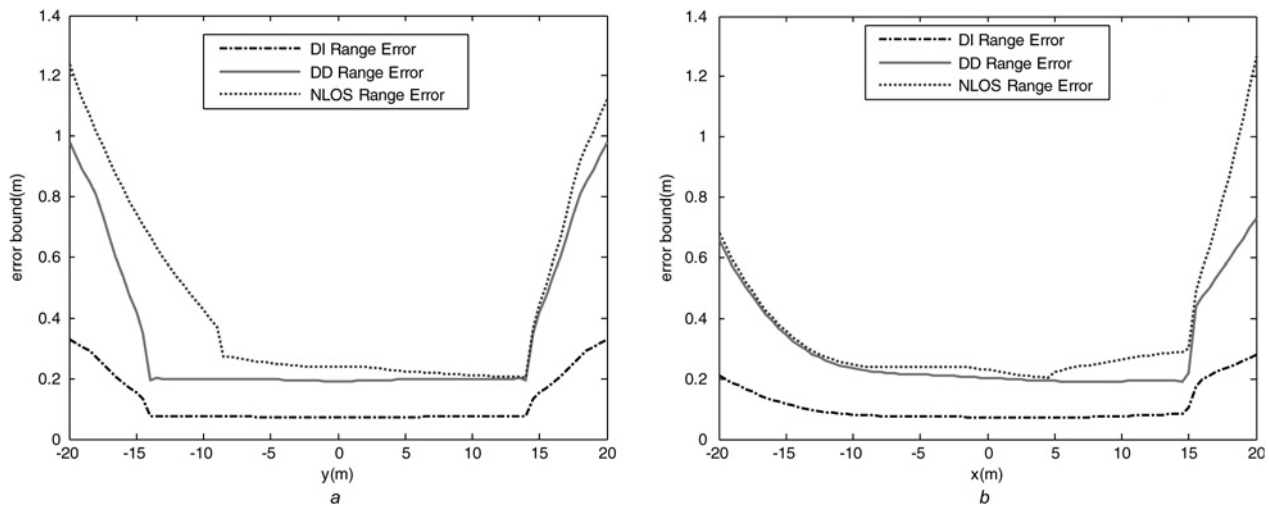 1.4
1.2
1
0.8
0.6
0.4
0.2
0
error bound(m)
DI Range Error
DD Range Error
NLOS Range Error
-20 -15 -10 -5 0 5 10 15 20
y(m)
a
1.4
1.2
1
0.8
0.6
0.4
0.2
0
error bound(m)
DI Range Error
DD Range Error
NLOS Range Error
-20 -15 -10 -5 0 5 10 15 20
x(m)
b